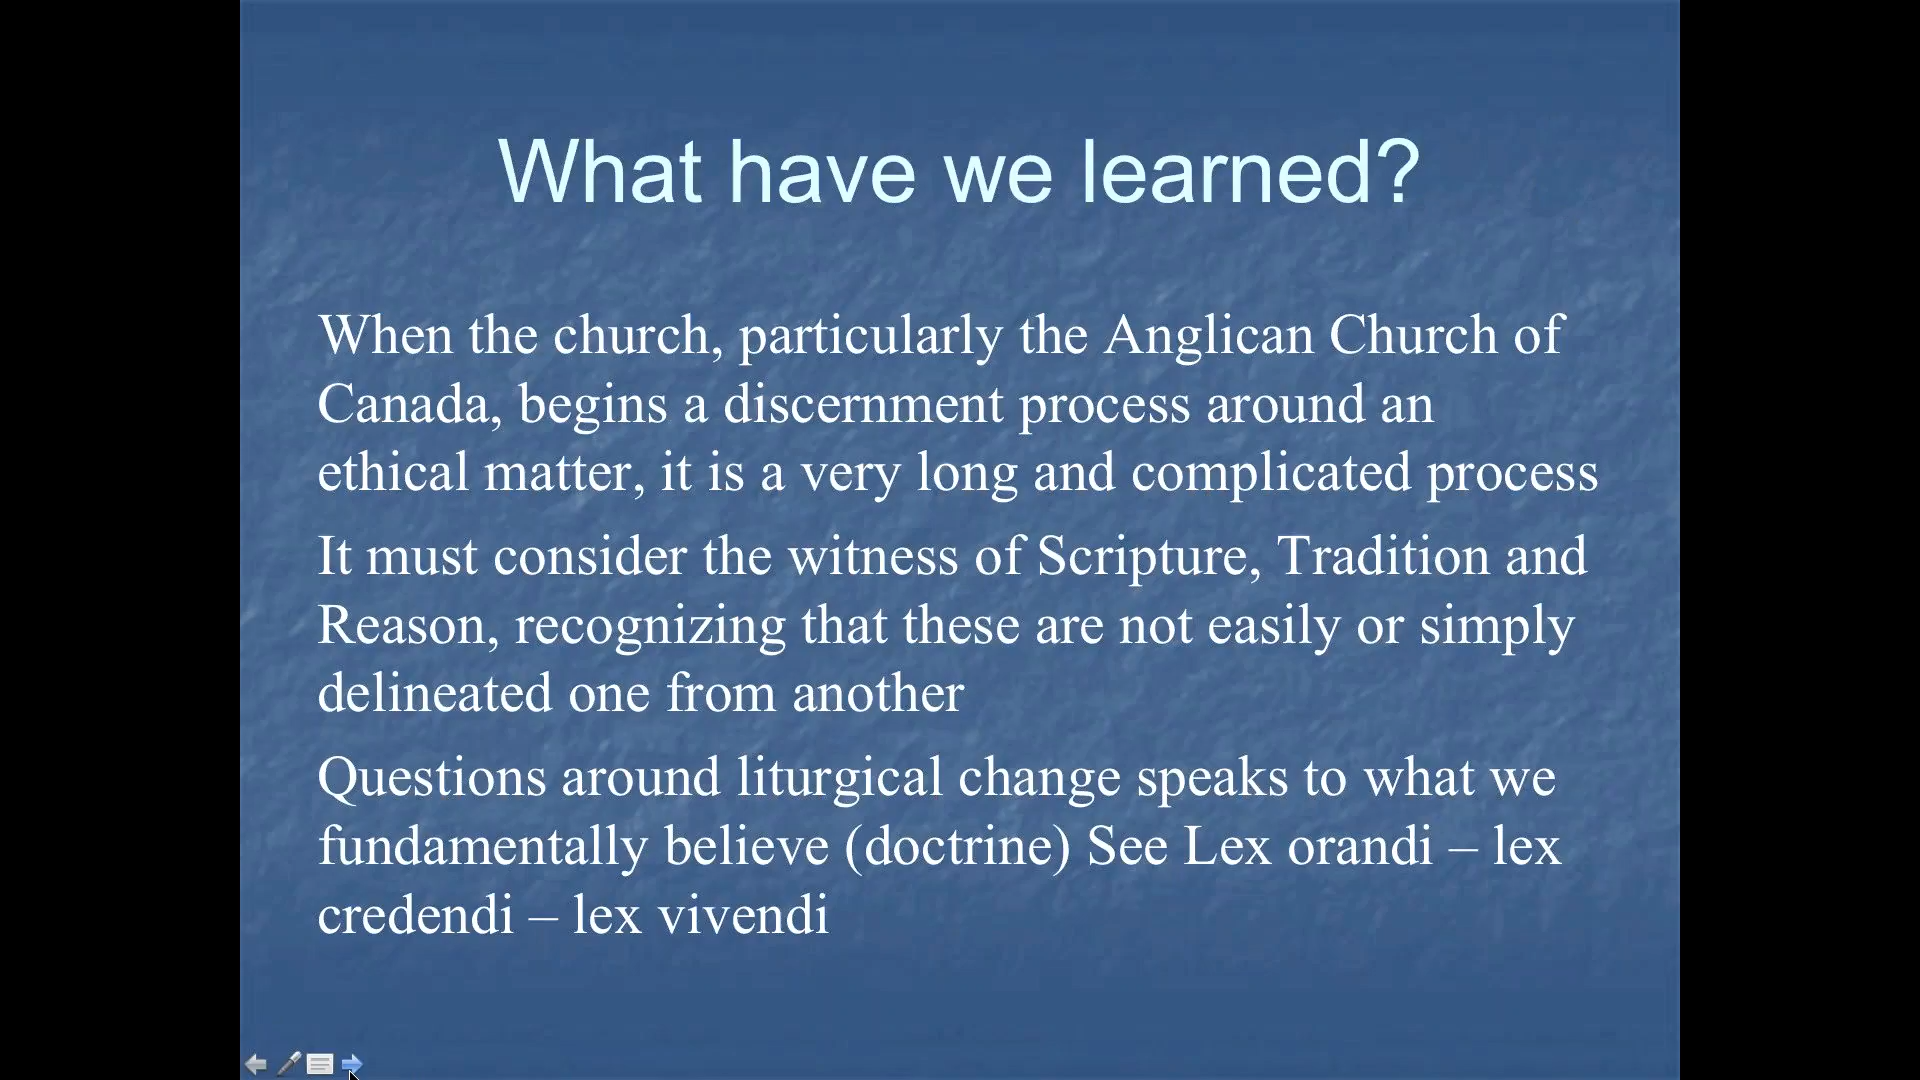 What have we learned?
When the church, particularly the Anglican Church of
Canada, begins a discernment process around an
ethical matter, it is a very long and complicated process
It must consider the witness of Scripture, Tradition and
Reason, recognizing that these are not easily or simply
delineated one from another
Questions around liturgical change speaks to what we
fundamentally believe (doctrine) See Lex orandi – lex
credendi – lex vivendi